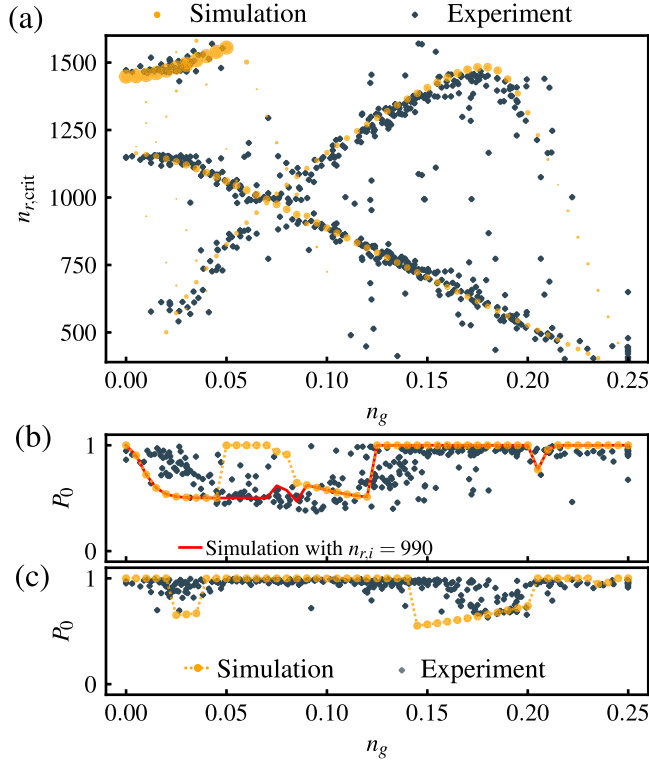 (a)
Simulation Experiment
1500
1250
1000
750
500
n_{r,crit}
0.00 0.05 0.10 0.15 0.20 0.25
n_g
(b)
1
0
P_0
Simulation with n_{r,i} = 990
(c)
1
0
P_0
Simulation Experiment
0.00 0.05 0.10 0.15 0.20 0.25
n_g